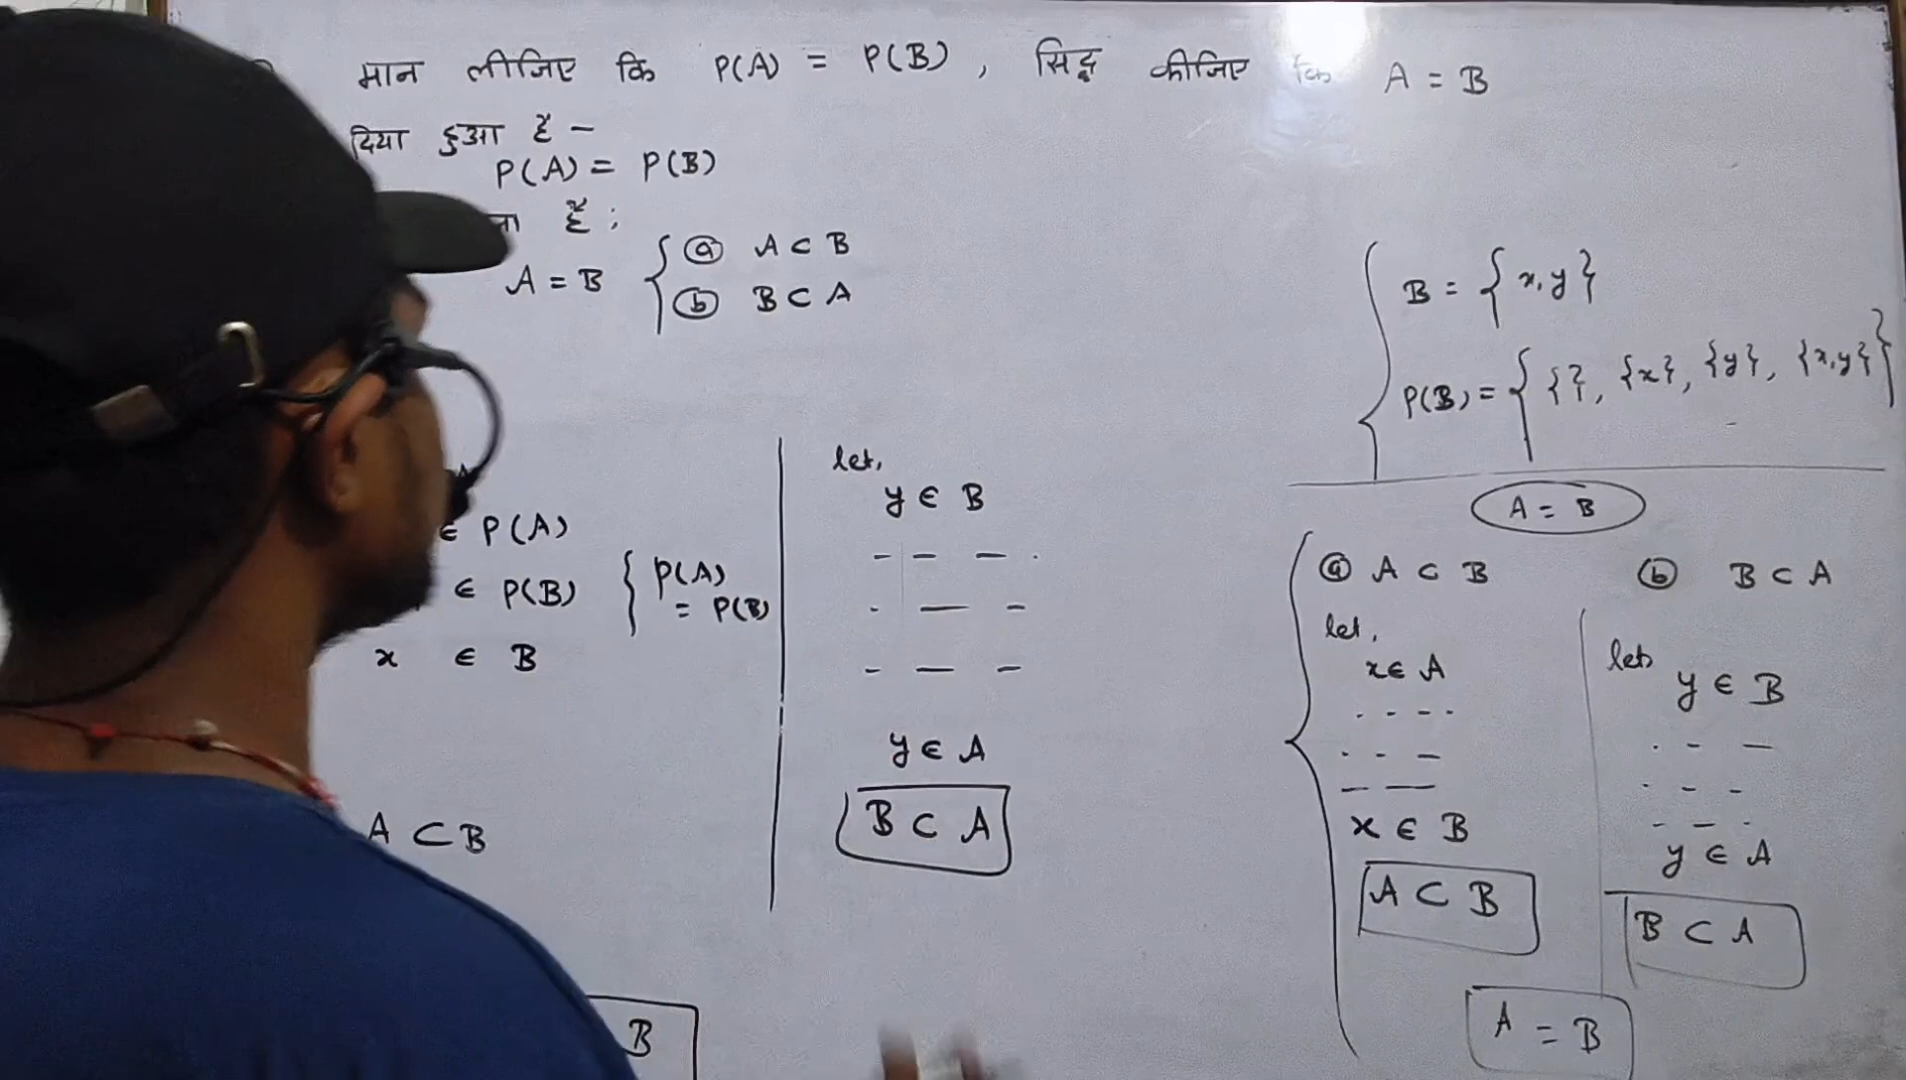 मान लीजिए कि P(A) = P(B), सिद्ध कीजिए कि A = B
दिया हुआ है -
P(A) = P(B)
है ;
A = B
ⓐ A ⊂ B
ⓑ B ⊂ A
∈ P(A)
∈ P(B) { P(A)
= P(B)
x ∈ B
A ⊂ B
B
let,
y ∈ B
- - - .
. - -
- - -
y ∈ A
B ⊂ A
B = {x, y}
P(B) = { { }, {x}, {y}, {x,y} }
A = B
ⓐ A ⊂ B
let,
x ∈ A
. - - .
. - -
- -
x ∈ B
A ⊂ B
ⓑ B ⊂ A
let,
y ∈ B
. - -
. - -
- - .
y ∈ A
B ⊂ A
A = B